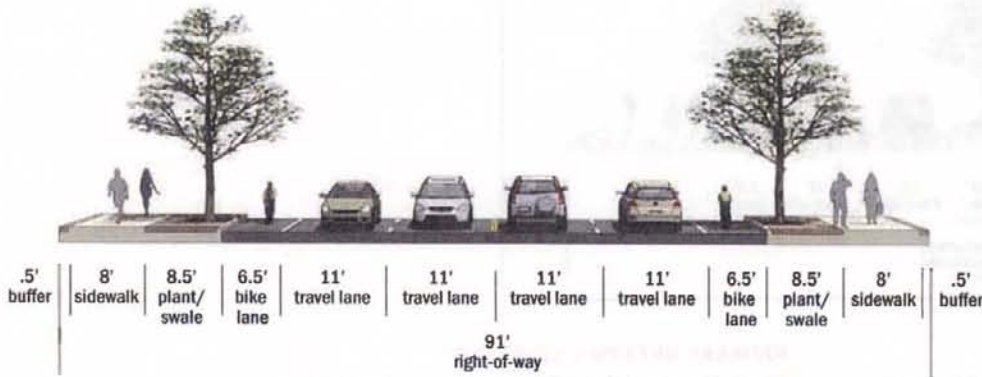 .5' buffer
8' sidewalk
8.5' plant/ swale
6.5' bike lane
11' travel lane
11' travel lane
11' travel lane
11' travel lane
6.5' bike lane
8.5' plant/ swale
8' sidewalk
.5' buffer
91'
right-of-way